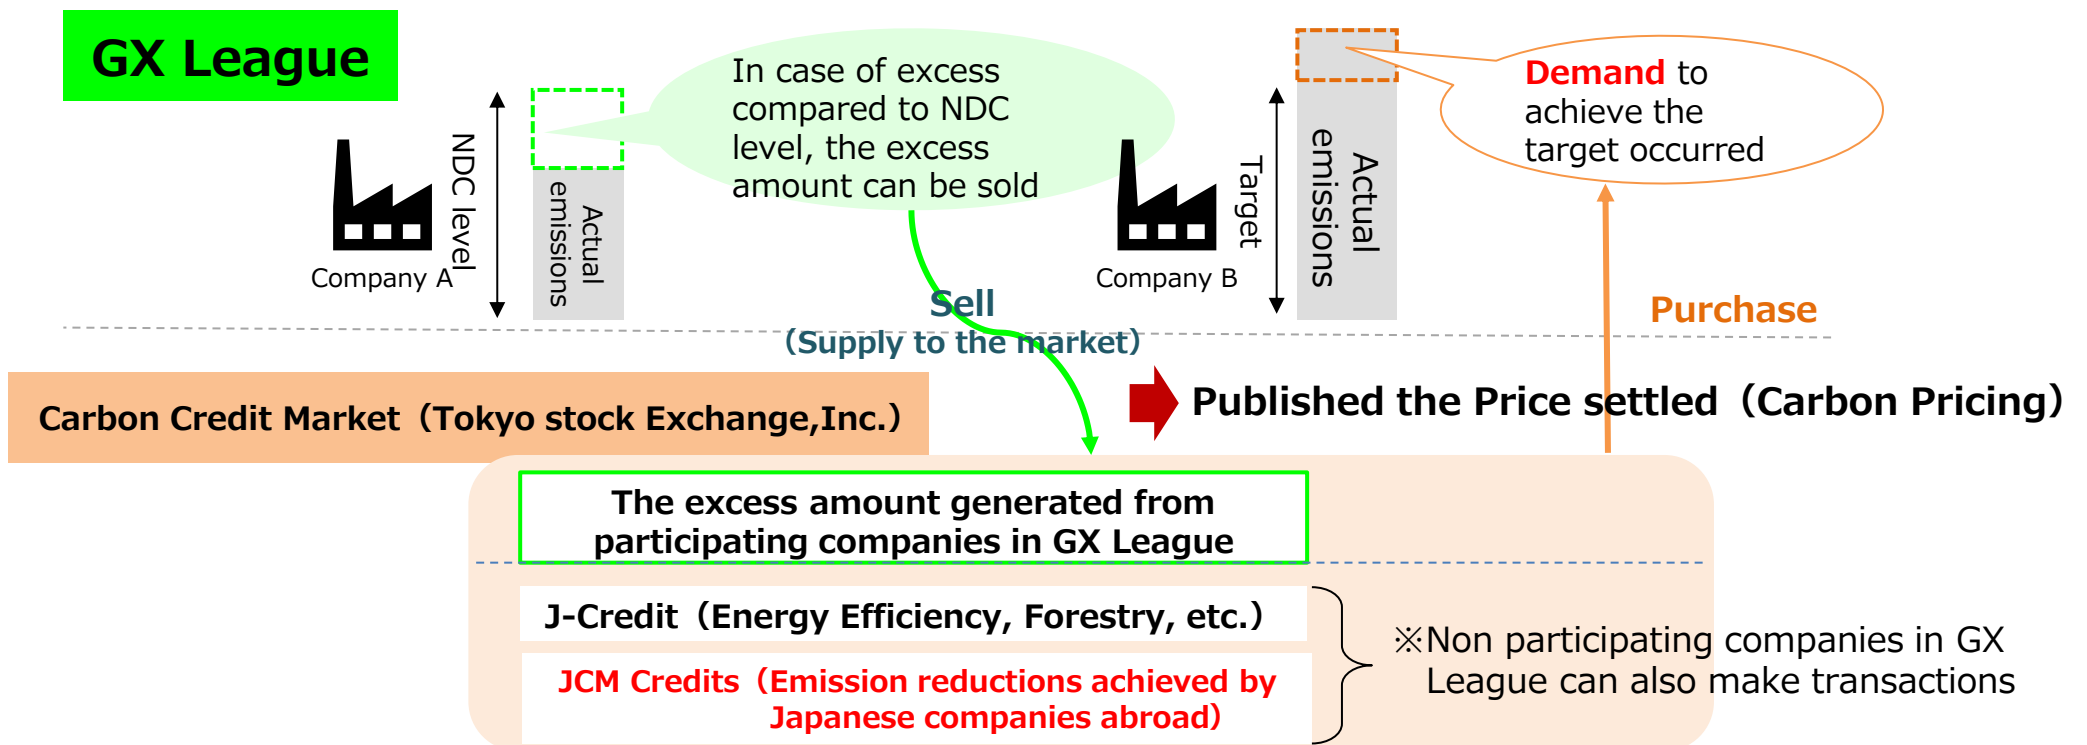 GX League
In case of excess
compared to NDC
level, the excess
amount can be sold
NDC level
Actual
emissions
Company A
Demand to
achieve the
target occurred
Target
Actual
emissions
Company B
Sell
（Supply to the market）
Purchase
Carbon Credit Market（Tokyo stock Exchange,Inc.）
Published the Price settled（Carbon Pricing）
The excess amount generated from
participating companies in GX League
J-Credit（Energy Efficiency, Forestry, etc.）
JCM Credits（Emission reductions achieved by
Japanese companies abroad）
※Non participating companies in GX
League can also make transactions